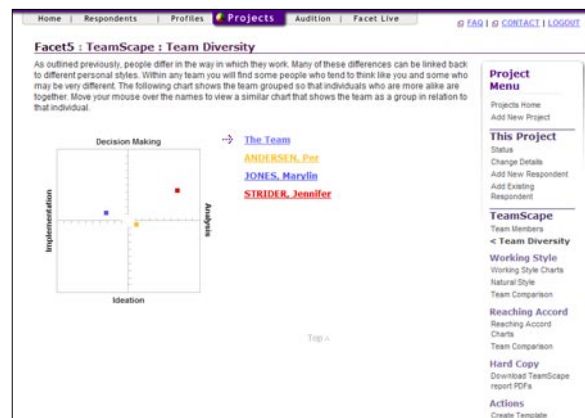 Home | Respondents | Profiles Projects Audition | Facet Live
FAQ | CONTACT | LOGOUT
Facet5 : TeamScape : Team Diversity
As outlined previously, people differ in the way in which they work. Many of these differences can be linked back
to different personal styles. Within any team you will find some people who tend to think like you and some who
may be very different. The following chart shows the team grouped so that individuals who are more alike are
together. Move your mouse over the names to view a similar chart that shows the team as a group in relation to
that individual.
Decision Making
Implementation
Analysis
Ideation
The Team
ANDERSEN, Per
JONES, Marylin
STRIDER, Jennifer
Top
Project
Menu
Projects Home
Add New Project
This Project
Status
Change Details
Add New Respondent
Add Existing
Respondent
TeamScape
Team Members
< Team Diversity
Working Style
Working Style Charts
Natural Style
Team Comparison
Reaching Accord
Reaching Accord
Charts
Team Comparison
Hard Copy
Download TeamScape
report PDFs
Actions
Create Template